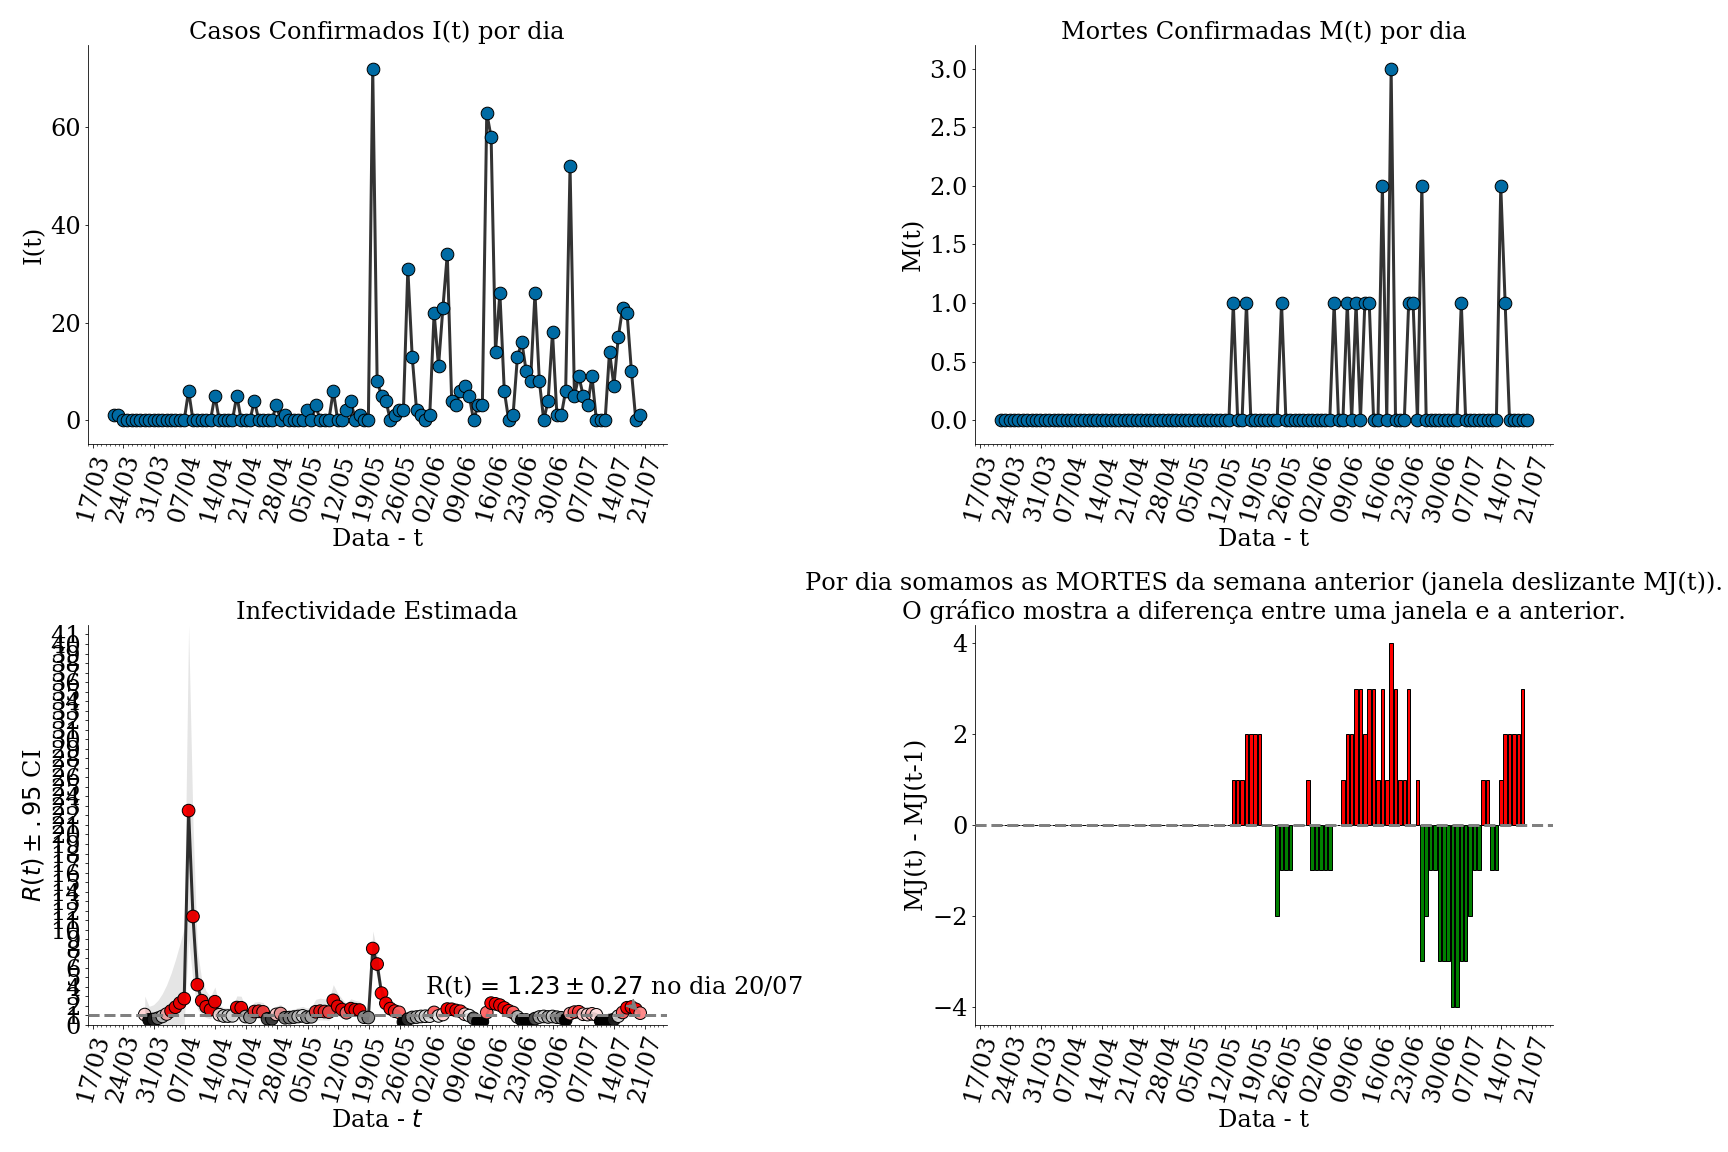 Casos Confirmados I(t) por dia
I(t)
60
40
20
0
17/03 24/03 31/03 07/04 14/04 21/04 28/04 05/05 12/05 19/05 26/05 02/06 09/06 16/06 23/06 30/06 07/07 14/07 21/07
Data - t
Mortes Confirmadas M(t) por dia
M(t)
3.0
2.5
2.0
1.5
1.0
0.5
0.0
17/03 24/03 31/03 07/04 14/04 21/04 28/04 05/05 12/05 19/05 26/05 02/06 09/06 16/06 23/06 30/06 07/07 14/07 21/07
Data - t
Infectividade Estimada
R(t) ± .95 CI
41
0
R(t) = 1.23 ± 0.27 no dia 20/07
17/03 24/03 31/03 07/04 14/04 21/04 28/04 05/05 12/05 19/05 26/05 02/06 09/06 16/06 23/06 30/06 07/07 14/07 21/07
Data - t
Por dia somamos as MORTES da semana anterior (janela deslizante MJ(t)).
O gráfico mostra a diferença entre uma janela e a anterior.
MJ(t) - MJ(t-1)
4
2
0
−2
−4
17/03 24/03 31/03 07/04 14/04 21/04 28/04 05/05 12/05 19/05 26/05 02/06 09/06 16/06 23/06 30/06 07/07 14/07 21/07
Data - t